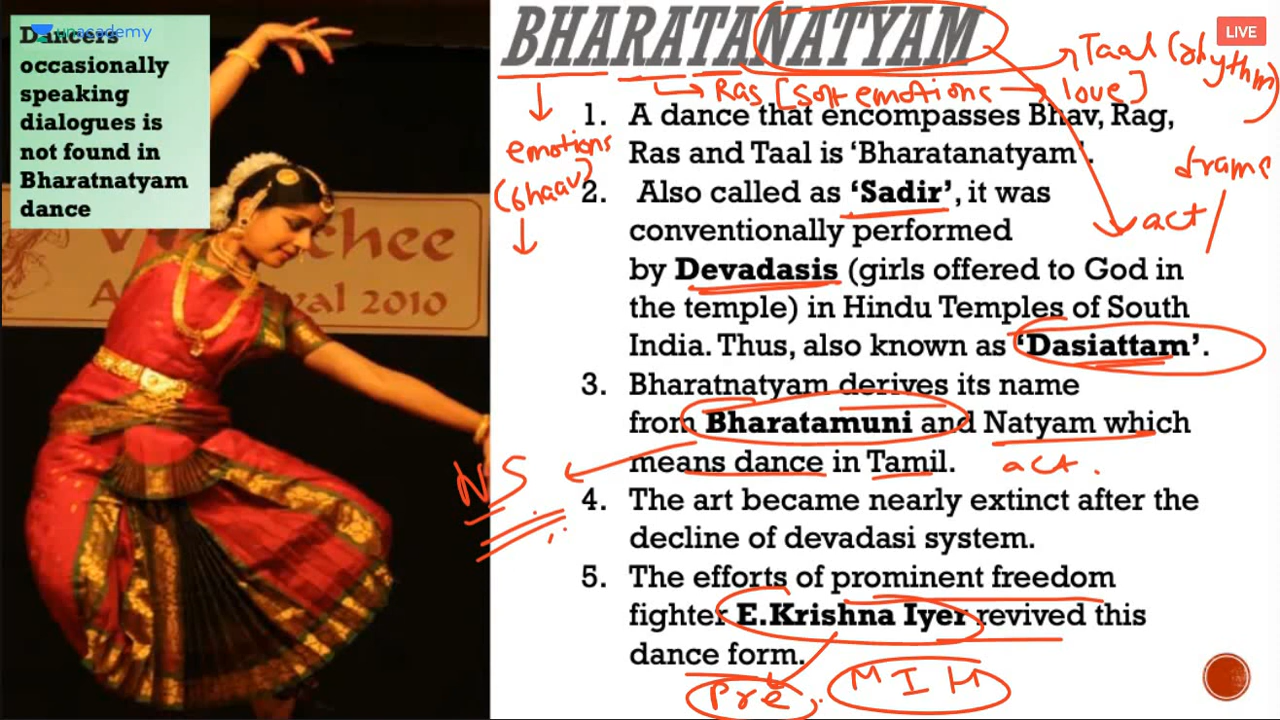 unacademy
Dancers
occasionally
speaking
dialogues is
not found in
Bharatnatyam
dance
BHARATANATYAM
LIVE
Taal (rhythm)
Ras [soft emotions → love]
emotions
(bhaav)
1. A dance that encompasses Bhav, Rag,
Ras and Taal is ‘Bharatanatyam’.
drama
act /
2. Also called as ‘Sadir’, it was
conventionally performed
by Devadasis (girls offered to God in
the temple) in Hindu Temples of South
India. Thus, also known as ‘Dasiattam’.
3. Bharatnatyam derives its name
from Bharatamuni and Natyam which
means dance in Tamil.
act.
NS
4. The art became nearly extinct after the
decline of devadasi system.
5. The efforts of prominent freedom
fighter E.Krishna Iyer revived this
dance form.
Pre
M I H
2010